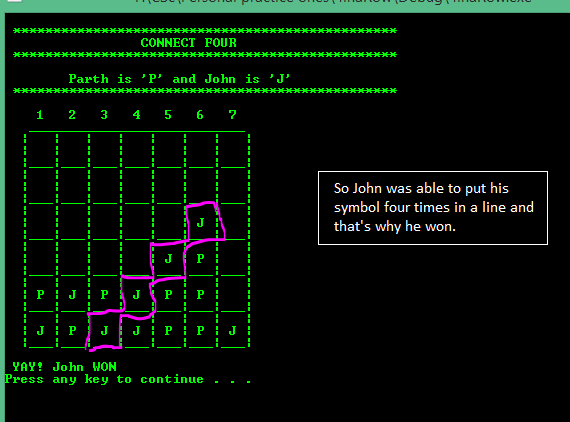 CONNECT FOUR
Parth is 'P' and John is 'J'
1 2 3 4 5 6 7
J
J P
P J P J P P
J P J J P P J
So John was able to put his
symbol four times in a line and
that's why he won.
YAY! John WON
Press any key to continue . . .